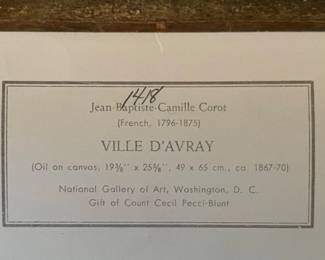 1418
Jean-Baptiste-Camille Corot
(French, 1796-1875)
VILLE D'AVRAY
(Oil on canvas, 19⅜" x 25⅝", 49 x 65 cm., ca. 1867-70)
National Gallery of Art, Washington, D. C.
Gift of Count Cecil Pecci-Blunt